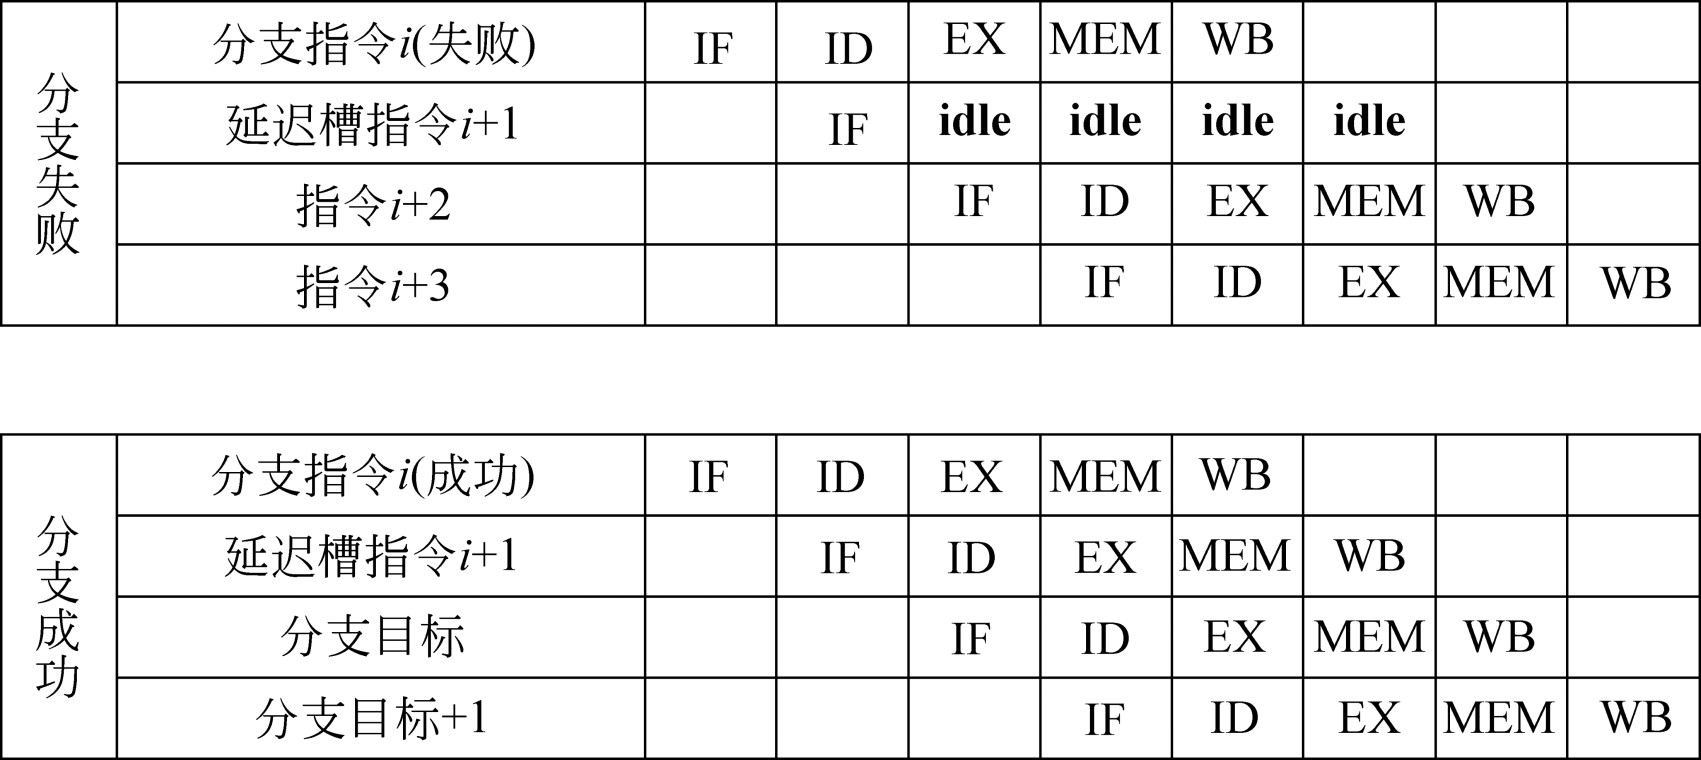 分支失败
分支指令i(失败) IF ID EX MEM WB
延迟槽指令i+1 IF idle idle idle idle
指令i+2 IF ID EX MEM WB
指令i+3 IF ID EX MEM WB
分支成功
分支指令i(成功) IF ID EX MEM WB
延迟槽指令i+1 IF ID EX MEM WB
分支目标 IF ID EX MEM WB
分支目标+1 IF ID EX MEM WB